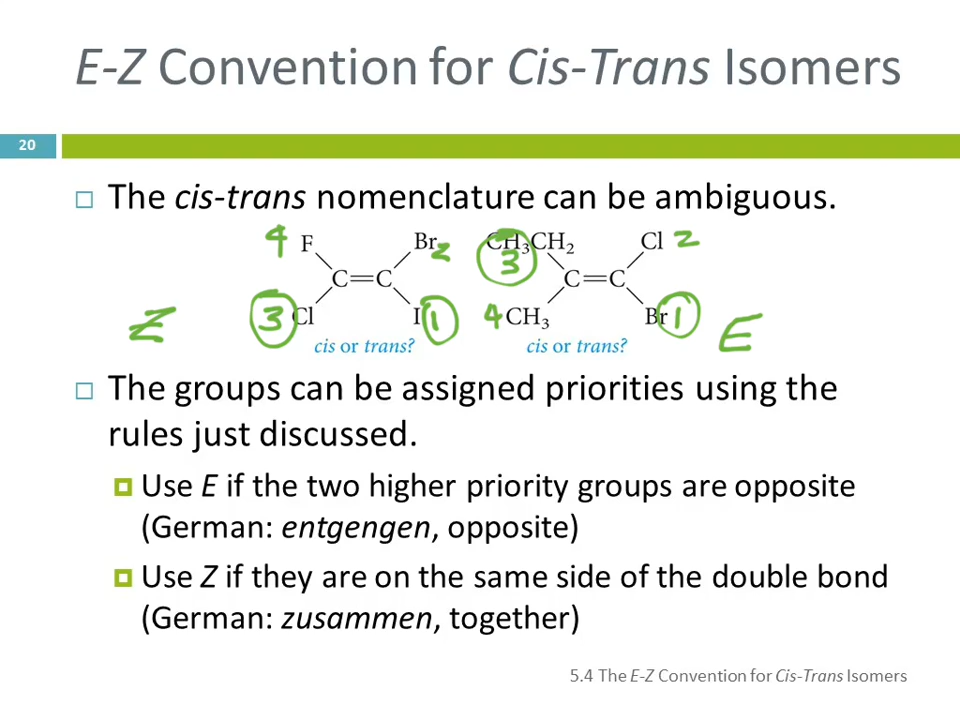 E-Z Convention for Cis-Trans Isomers
20
The cis-trans nomenclature can be ambiguous.
4 F Br 2 CH₃CH₂ 3 Cl 2
C=C C=C
Z 3 Cl I 1 4 CH₃ Br 1 E
cis or trans? cis or trans?
The groups can be assigned priorities using the
rules just discussed.
Use E if the two higher priority groups are opposite
(German: entgengen, opposite)
Use Z if they are on the same side of the double bond
(German: zusammen, together)
5.4 The E-Z Convention for Cis-Trans Isomers